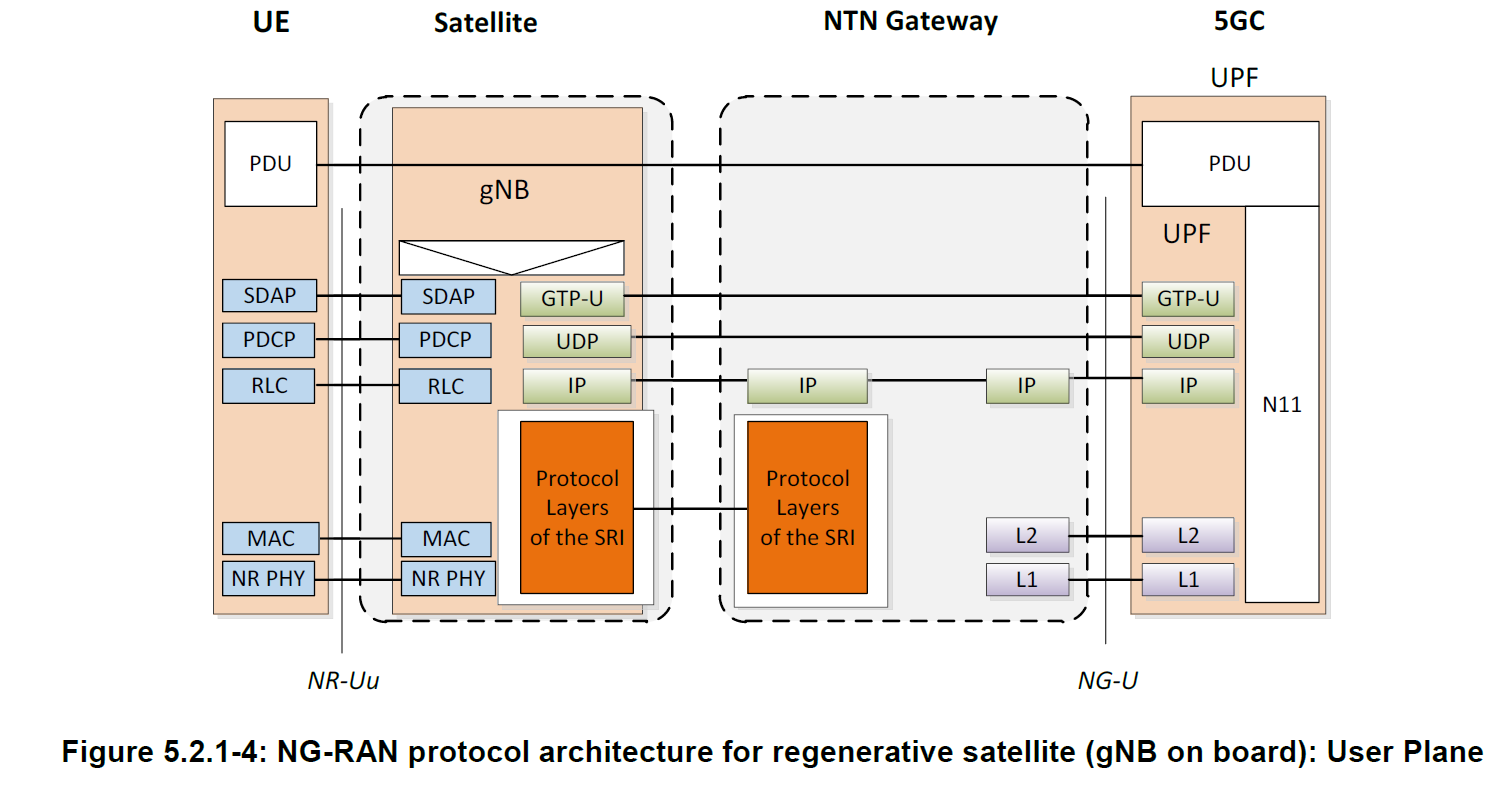 UE
Satellite
NTN Gateway
5GC
UPF
PDU
gNB
PDU
UPF
SDAP
SDAP
GTP-U
GTP-U
PDCP
PDCP
UDP
UDP
RLC
RLC
IP
IP
IP
IP
N11
Protocol
Layers
of the SRI
Protocol
Layers
of the SRI
MAC
MAC
L2
L2
NR PHY
NR PHY
L1
L1
NR-Uu
NG-U
Figure 5.2.1-4: NG-RAN protocol architecture for regenerative satellite (gNB on board): User Plane